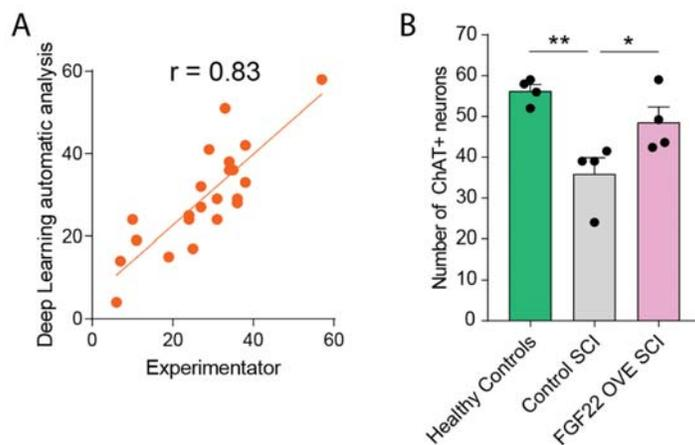 A
r = 0.83
Deep Learning automatic analysis
60
40
20
0
0 20 40 60
Experimentator
B
** *
Number of ChAT+ neurons
70
60
50
40
30
20
10
0
Healthy Controls
Control SCI
FGF22 OVE SCI